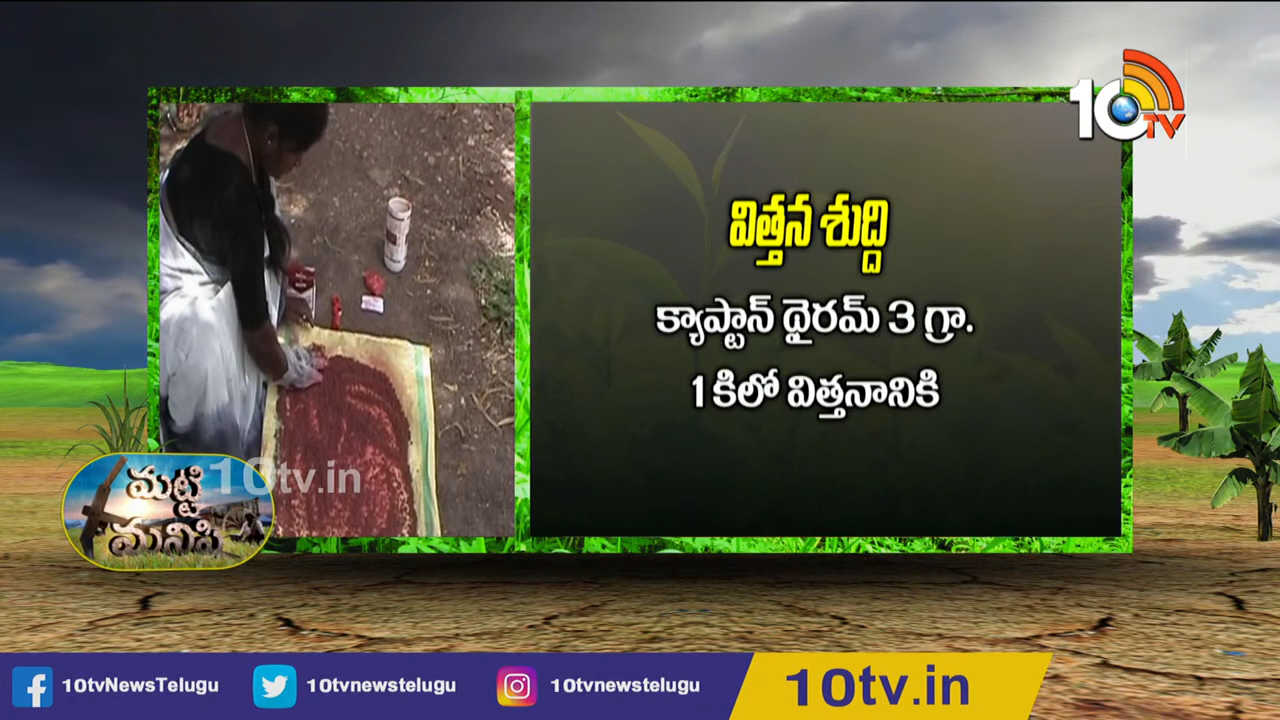 10TV
విత్తన శుద్ది
క్యాప్టాన్ థైరమ్ 3 గ్రా.
1 కిలో విత్తనానికి
10tv.in
మట్టి
మనిషి
10tvNewsTelugu
10tvnewstelugu
10tvnewstelugu
10tv.in